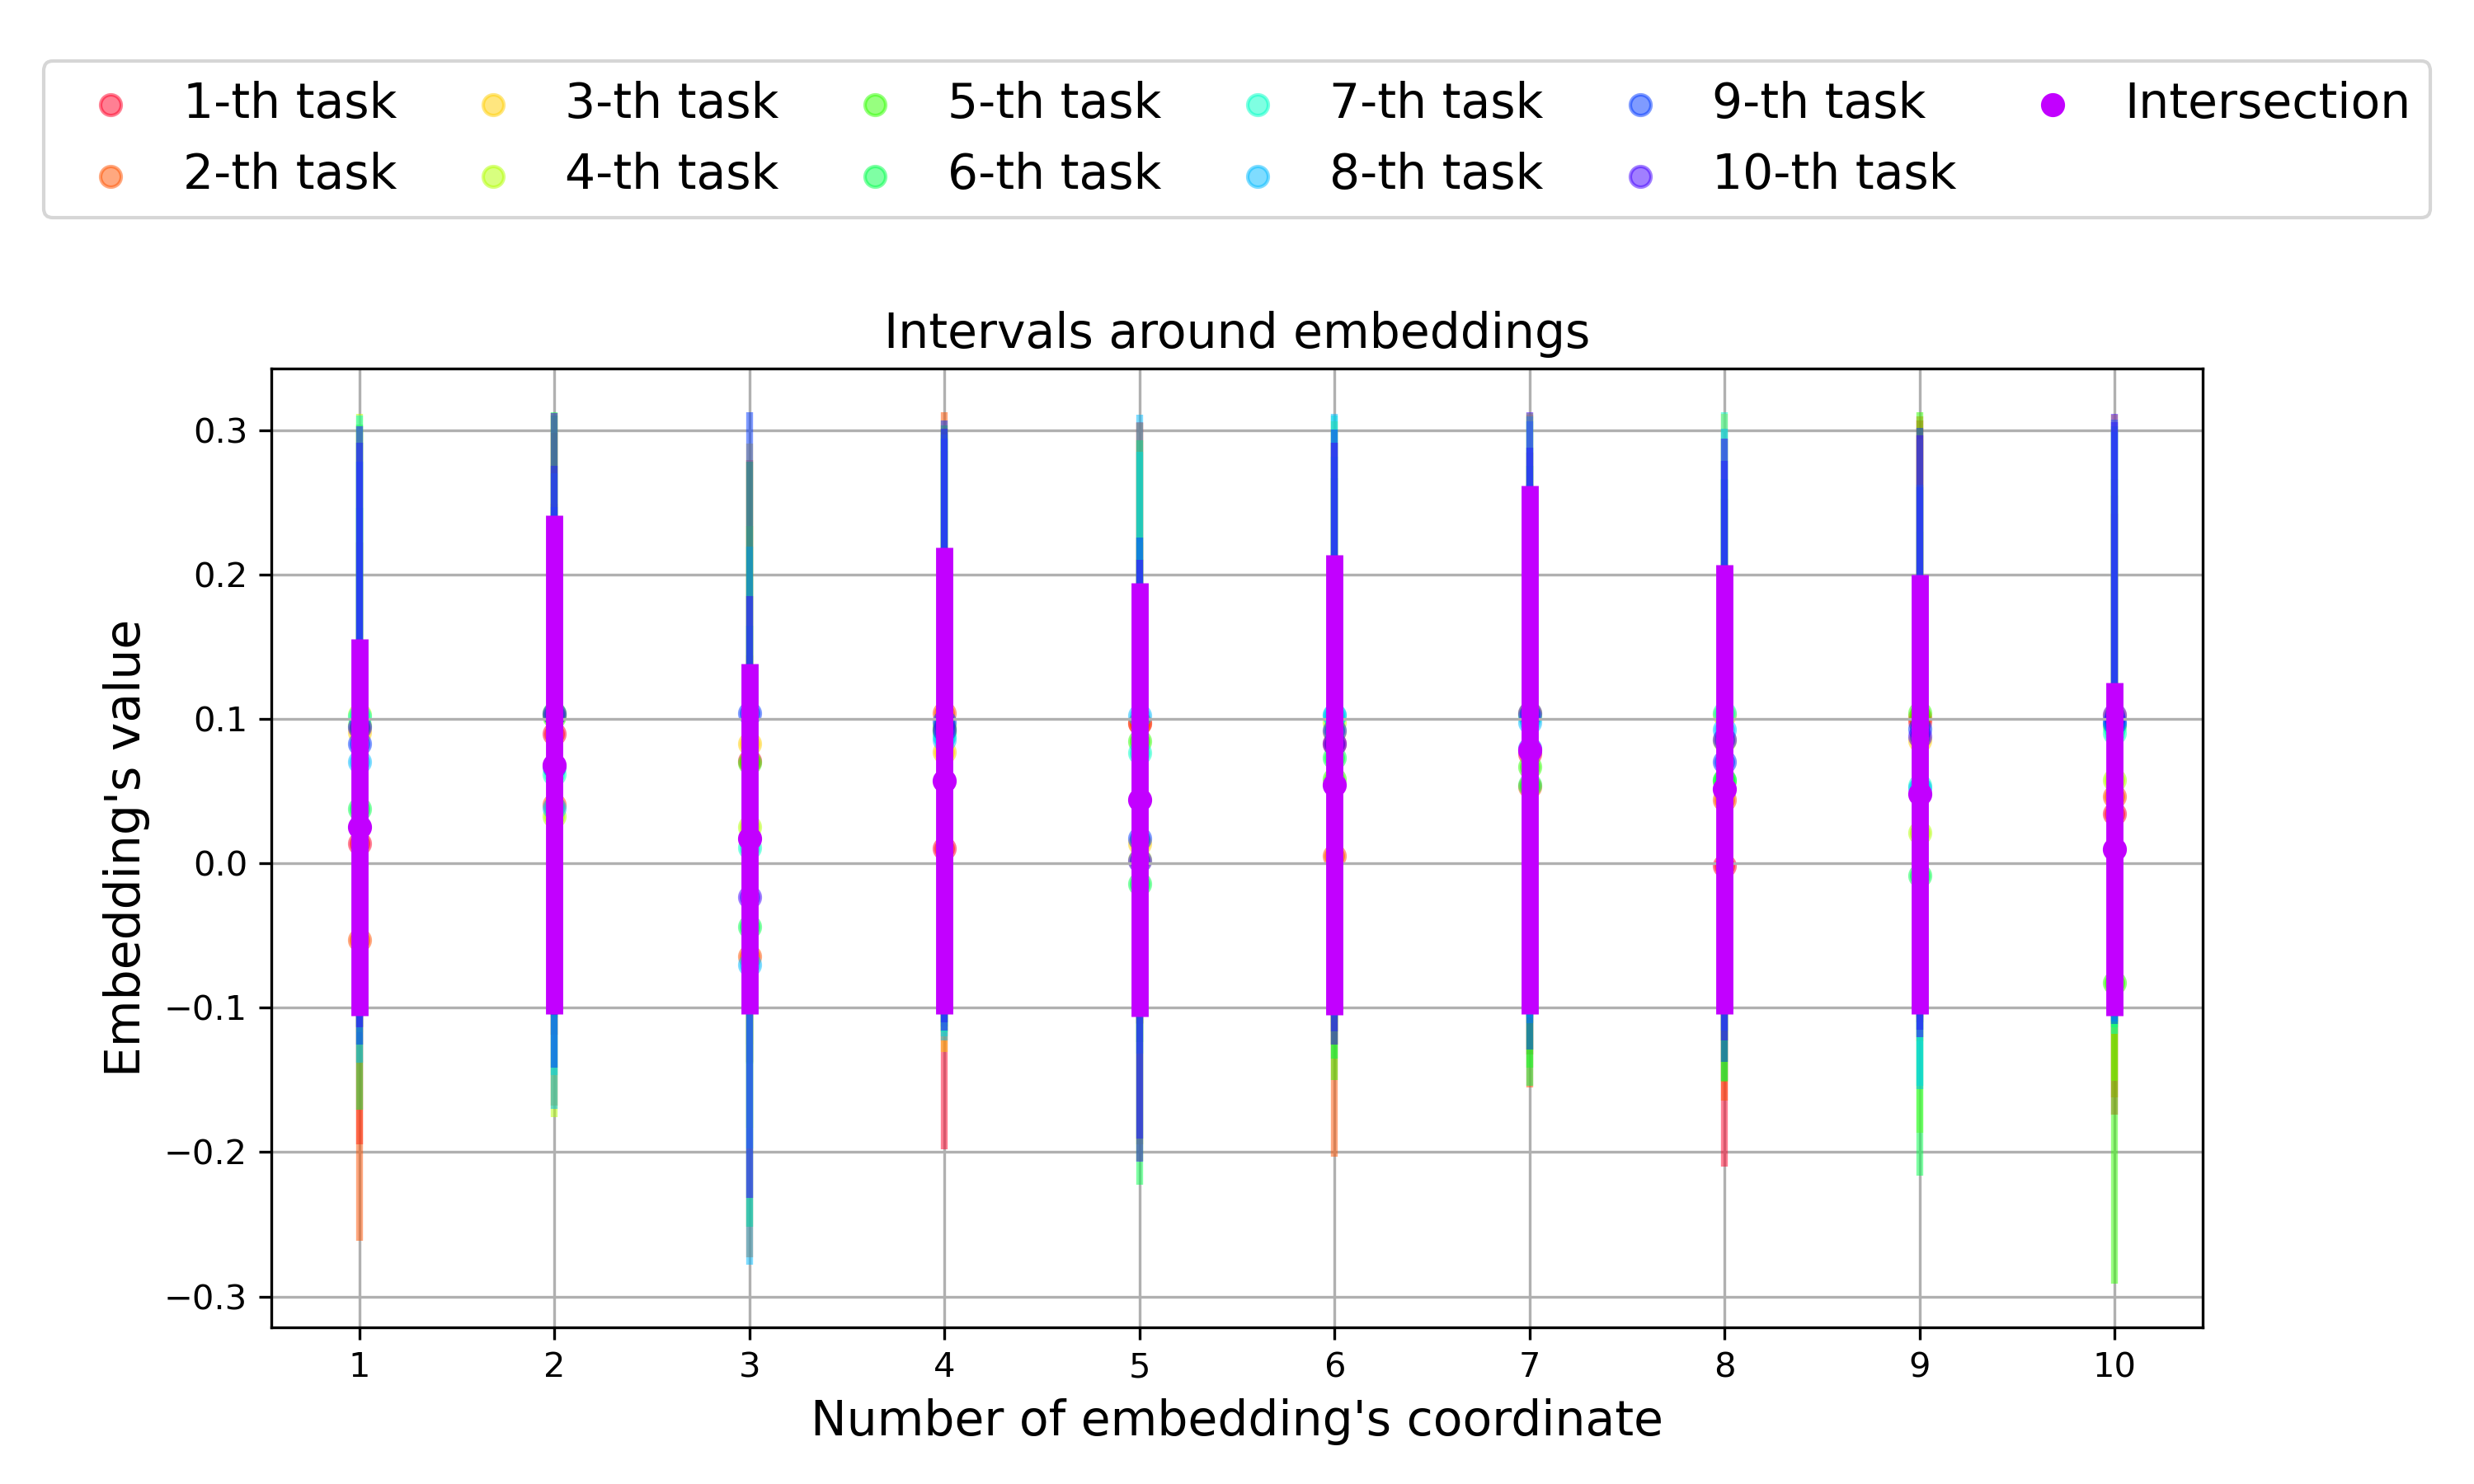 1-th task 3-th task 5-th task 7-th task 9-th task Intersection
2-th task 4-th task 6-th task 8-th task 10-th task
Intervals around embeddings
0.3
0.2
0.1
0.0
−0.1
−0.2
−0.3
Embedding's value
1 2 3 4 5 6 7 8 9 10
Number of embedding's coordinate